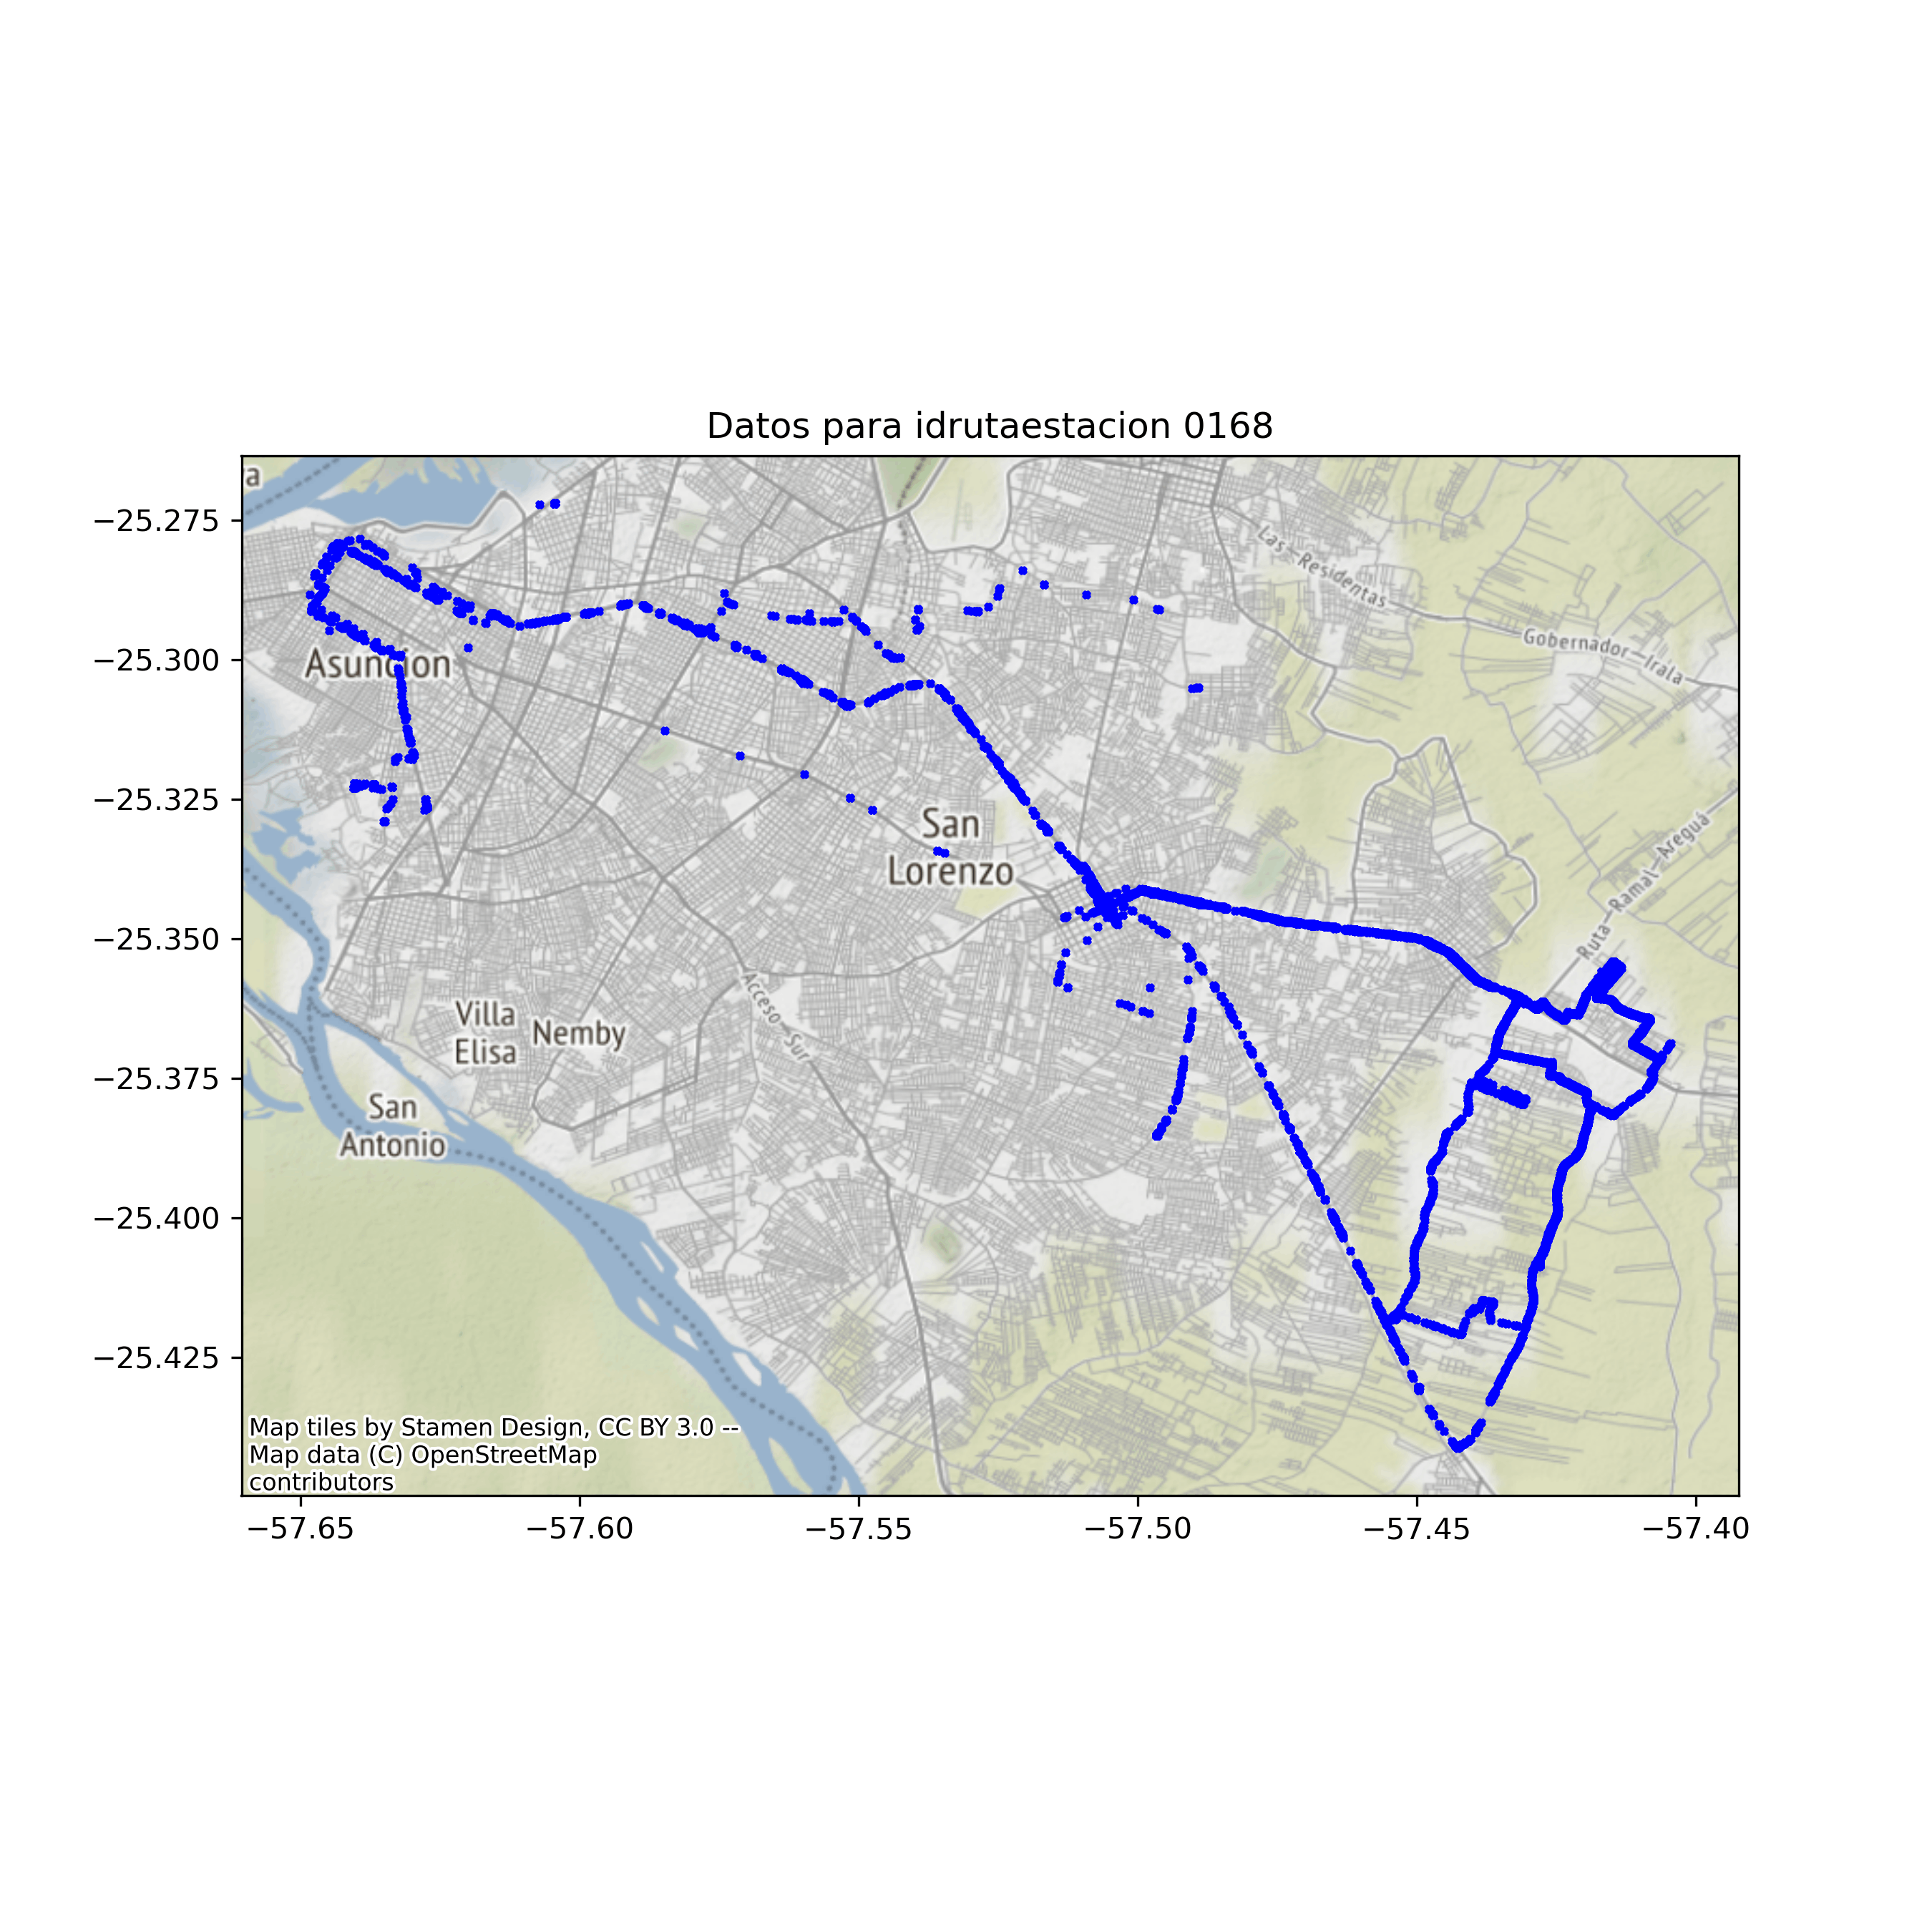 Datos para idrutaestacion 0168
a
−25.275
−25.300
−25.325
−25.350
−25.375
−25.400
−25.425
Las Residentas
Gobernador Irala
Asuncion
Ruta Ramal Areguá
San
Lorenzo
Acceso Sur
Villa
Elisa
Nemby
San
Antonio
Map tiles by Stamen Design, CC BY 3.0 --
Map data (C) OpenStreetMap
contributors
−57.65
−57.60
−57.55
−57.50
−57.45
−57.40